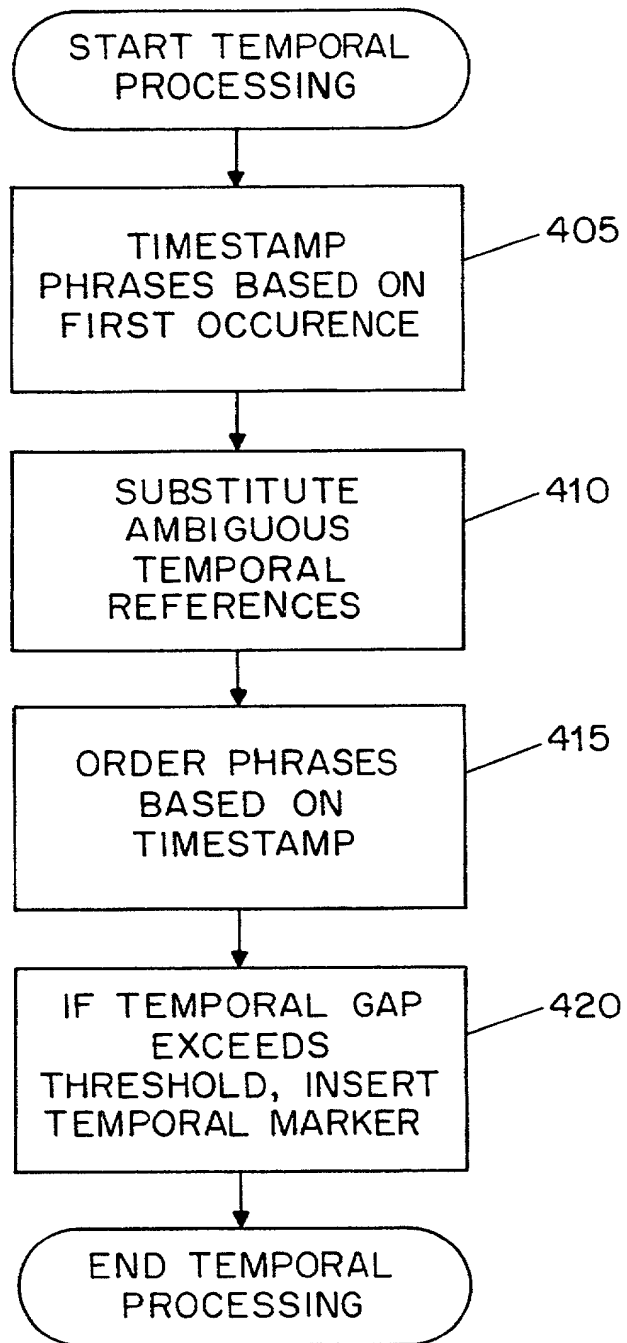 START TEMPORAL
PROCESSING
TIMESTAMP
PHRASES BASED ON
FIRST OCCURENCE
405
SUBSTITUTE
AMBIGUOUS
TEMPORAL
REFERENCES
410
ORDER PHRASES
BASED ON
TIMESTAMP
415
IF TEMPORAL GAP
EXCEEDS
THRESHOLD, INSERT
TEMPORAL MARKER
420
END TEMPORAL
PROCESSING